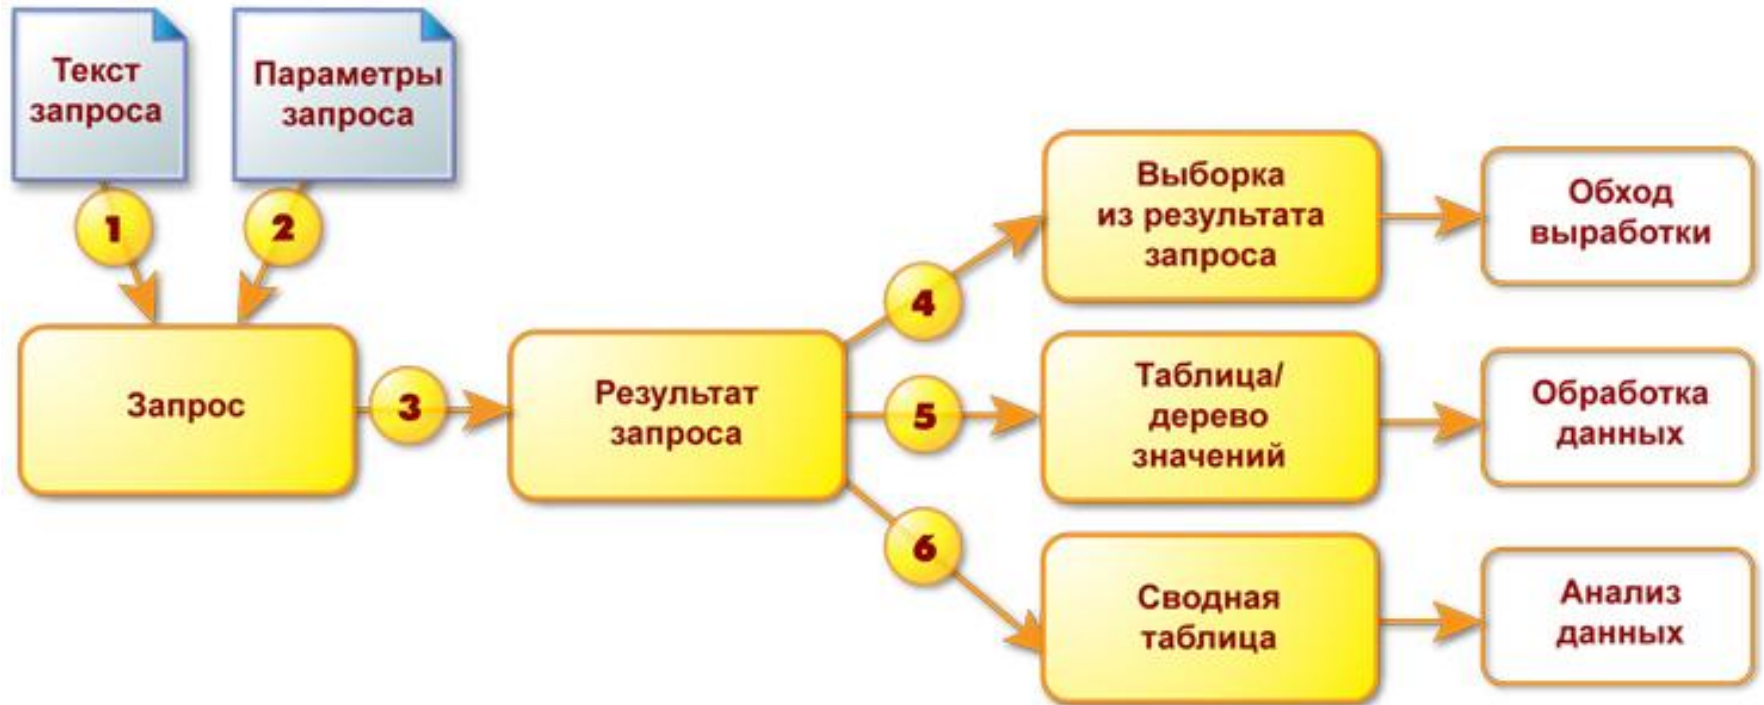 Текст
запроса
Параметры
запроса
1
2
Запрос
3
Результат
запроса
4
5
6
Выборка
из результата
запроса
Обход
выработки
Таблица/
дерево
значений
Обработка
данных
Сводная
таблица
Анализ
данных